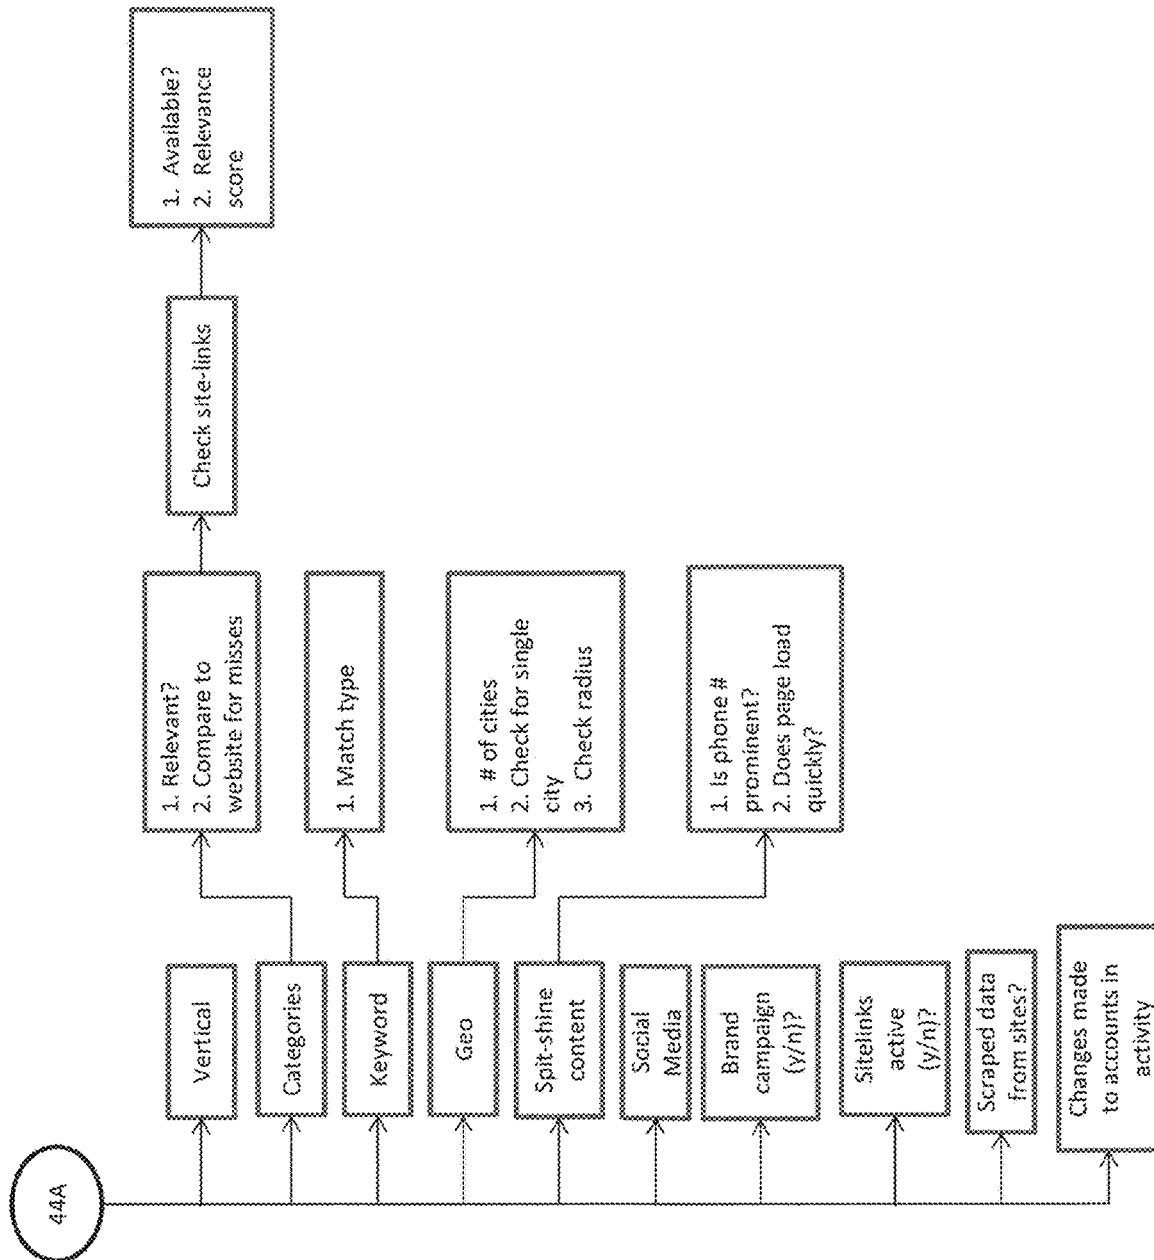 44A
Vertical
Categories
1. Relevant?
2. Compare to
website for misses
Check site-links
1. Available?
2. Relevance
score
Keyword
1. Match type
Geo
1. # of cities
2. Check for single
city
3. Check radius
Spit-shine
content
1. Is phone #
prominent?
2. Does page load
quickly?
Social
Media
Brand
campaign
(y/n)?
Sitelinks
active
(y/n)?
Scraped data
from sites?
Changes made
to accounts in
activity